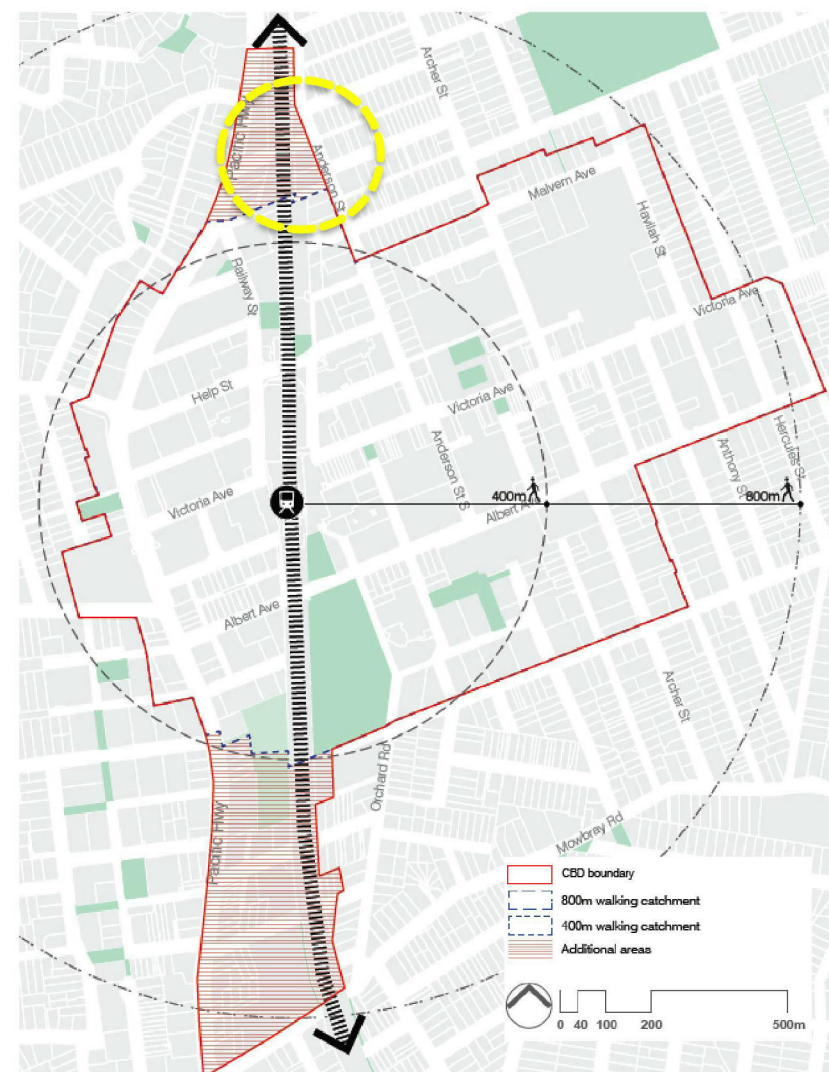 Archer St
Pacific Hwy
Anderson St
Malvern Ave
Havilah St
Railway St
Victoria Ave
Help St
Victoria Ave
Anderson St S
Hercules St
Anthony St
Victoria Ave
400m
800m
Albert Ave
Albert Ave
Archer St
Orchard Rd
Pacific Hwy
Mowbray Rd
CBD boundary
800m walking catchment
400m walking catchment
Additional areas
0 40 100 200 500m